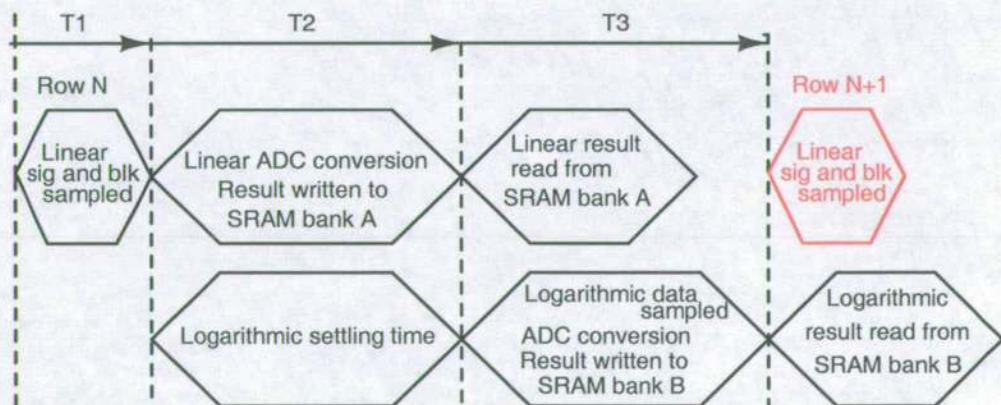 T1
T2
T3
Row N
Row N+1
Linear
sig and blk
sampled
Linear ADC conversion
Result written to
SRAM bank A
Linear result
read from
SRAM bank A
Linear
sig and blk
sampled
Logarithmic settling time
Logarithmic data
sampled
ADC conversion
Result written to
SRAM bank B
Logarithmic
result read from
SRAM bank B